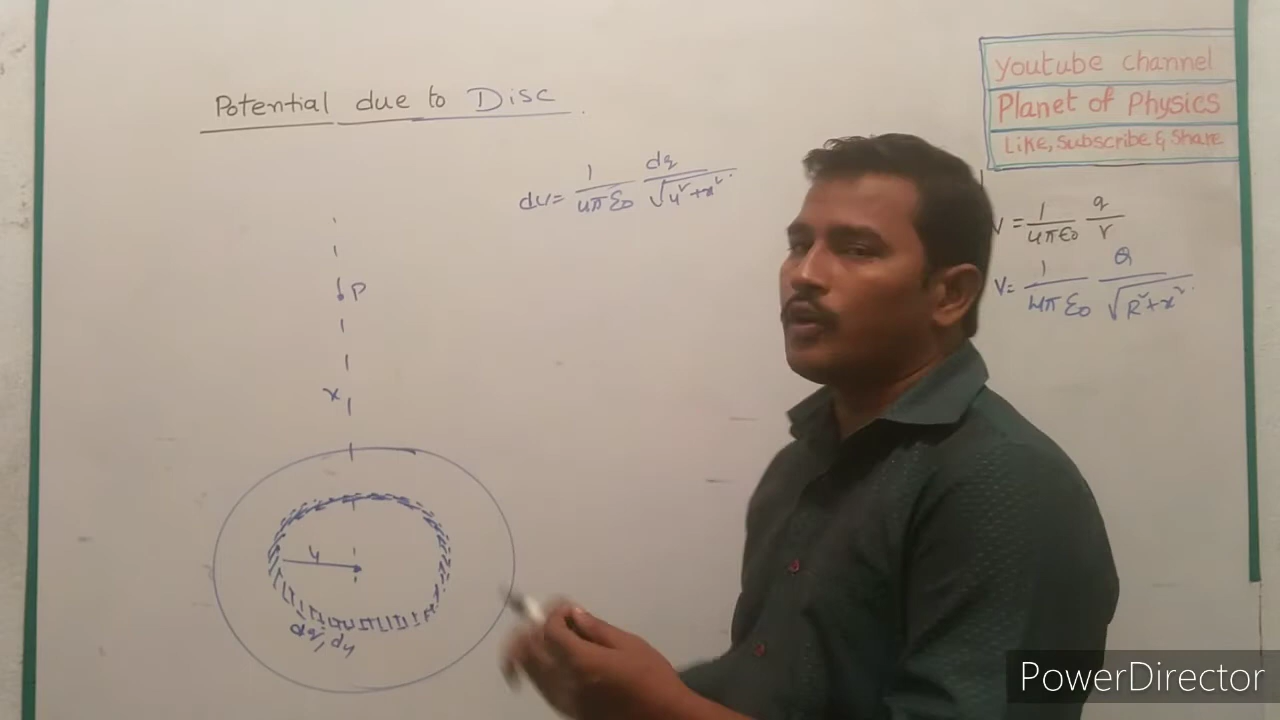 Potential due to Disc
dv = 1/4πε0 dq/√y²+x²
P
x
y
dq, dy
youtube channel
Planet of Physics
Like, Subscribe & Share
V = 1/4πε0 q/r
V = 1/4πε0 Q/√R²+x²
PowerDirector